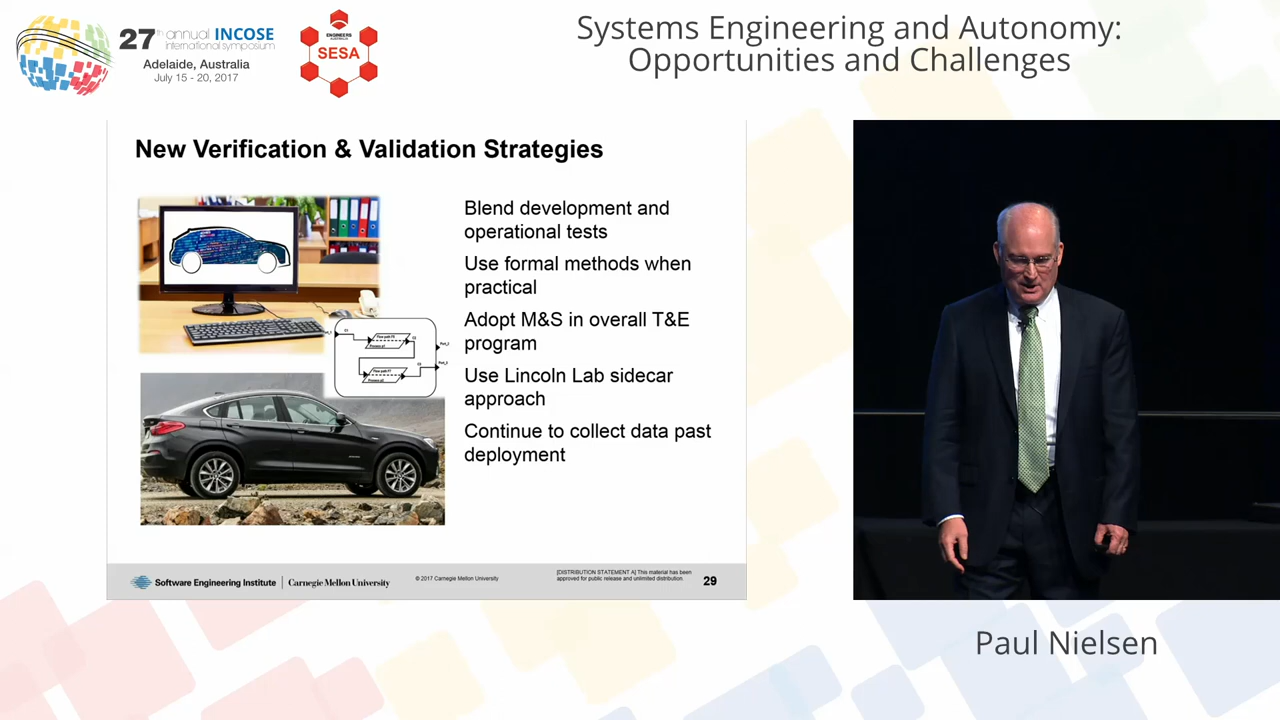 27th annual INCOSE
international symposium
Adelaide, Australia
July 15 - 20, 2017
ENGINEERS
AUSTRALIA
SESA
Systems Engineering and Autonomy:
Opportunities and Challenges
New Verification & Validation Strategies
Blend development and
operational tests
Use formal methods when
practical
Adopt M&S in overall T&E
program
Use Lincoln Lab sidecar
approach
Continue to collect data past
deployment
Software Engineering Institute
Carnegie Mellon University
© 2017 Carnegie Mellon University
[DISTRIBUTION STATEMENT A] This material has been
approved for public release and unlimited distribution.
29
Paul Nielsen